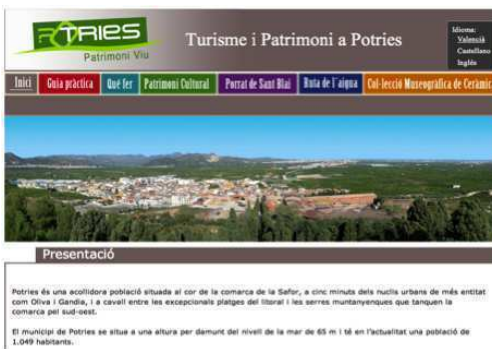 POTRIES
Patrimoni Viu
Turisme i Patrimoni a Potries
Idioma:
Valencià
Castellano
Inglés
Inici Guia pràctica Qué fer Patrimoni Cultural Porrat de Sant Blai Ruta de l'aigua Col·lecció Museogràfica de Ceràmic
Presentació
Potries és una acollidora població situada al cor de la comarca de la Safor, a cinc minuts dels nuclis urbans de més entitat
com Oliva i Gandia, i a cavall entre les excepcionals platges del litoral i les serres muntanyenques que tanquen la
comarca pel sud-oest.
El municipi de Potries se situa a una altura per damunt del nivell de la mar de 65 m i té en l'actualitat una població de
1.049 habitants.